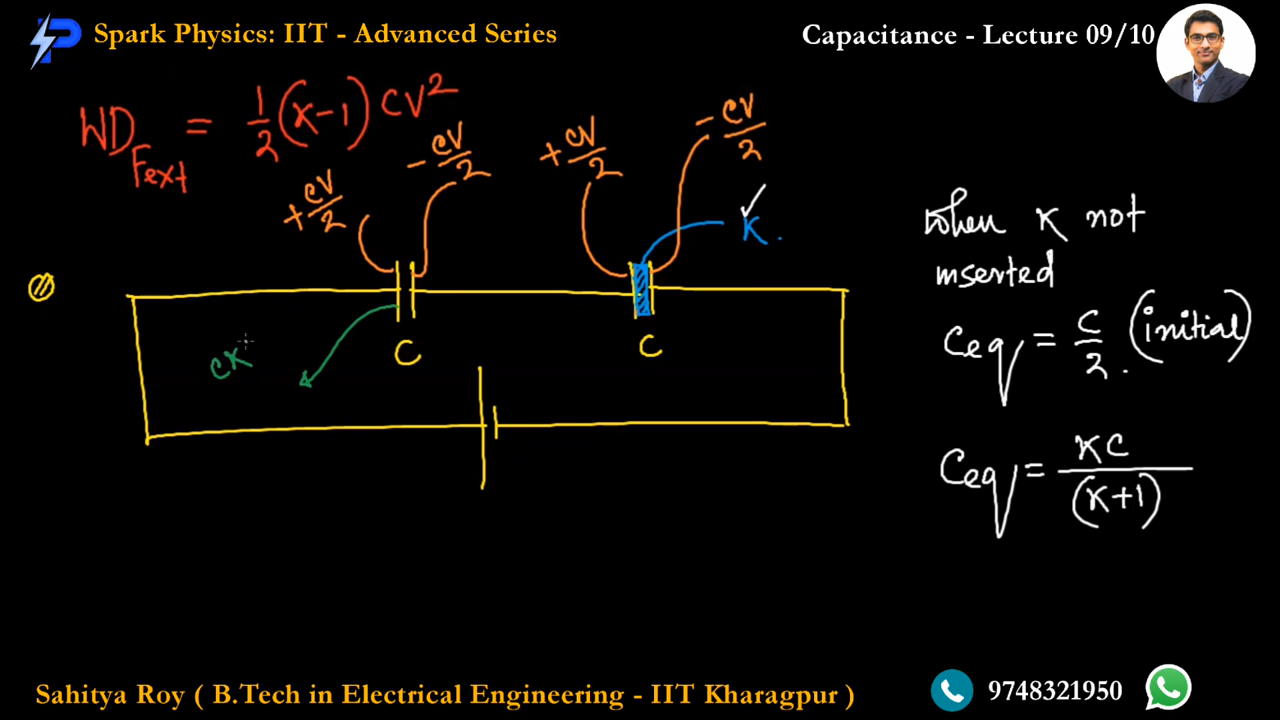 Spark Physics: IIT - Advanced Series
Capacitance - Lecture 09/10
WD_Fext = 1/2 (K-1) CV²
+CV/2
-CV/2
+CV/2
-CV/2
K.
when K not
inserted
Ceq = C/2. (initial)
C
C
CK
Ceq = KC/(K+1)
Sahitya Roy ( B.Tech in Electrical Engineering - IIT Kharagpur )
9748321950